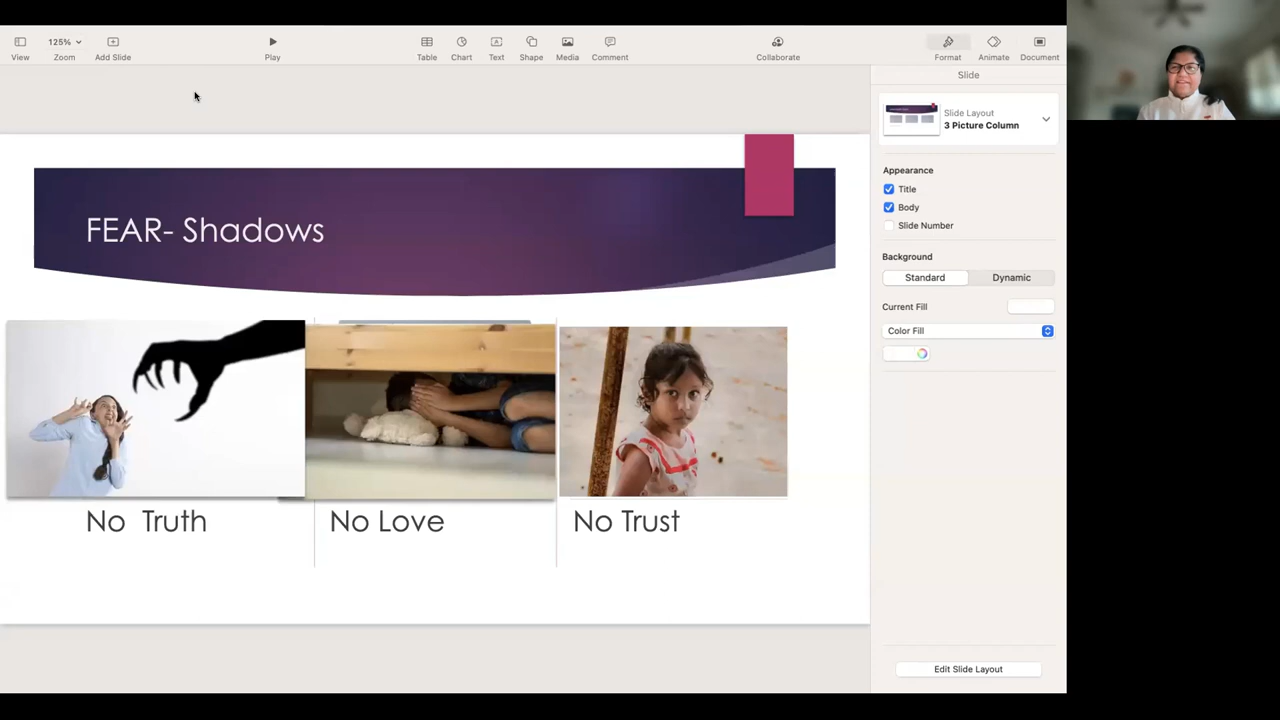 125%
View
Zoom
Add Slide
Play
Table
Chart
Text
Shape
Media
Comment
Collaborate
Format
Animate
Document
Slide
Slide Layout
3 Picture Column
Appearance
Title
Body
Slide Number
Background
Standard
Dynamic
Current Fill
Color Fill
Edit Slide Layout
FEAR- Shadows
No  Truth
No Love
No Trust